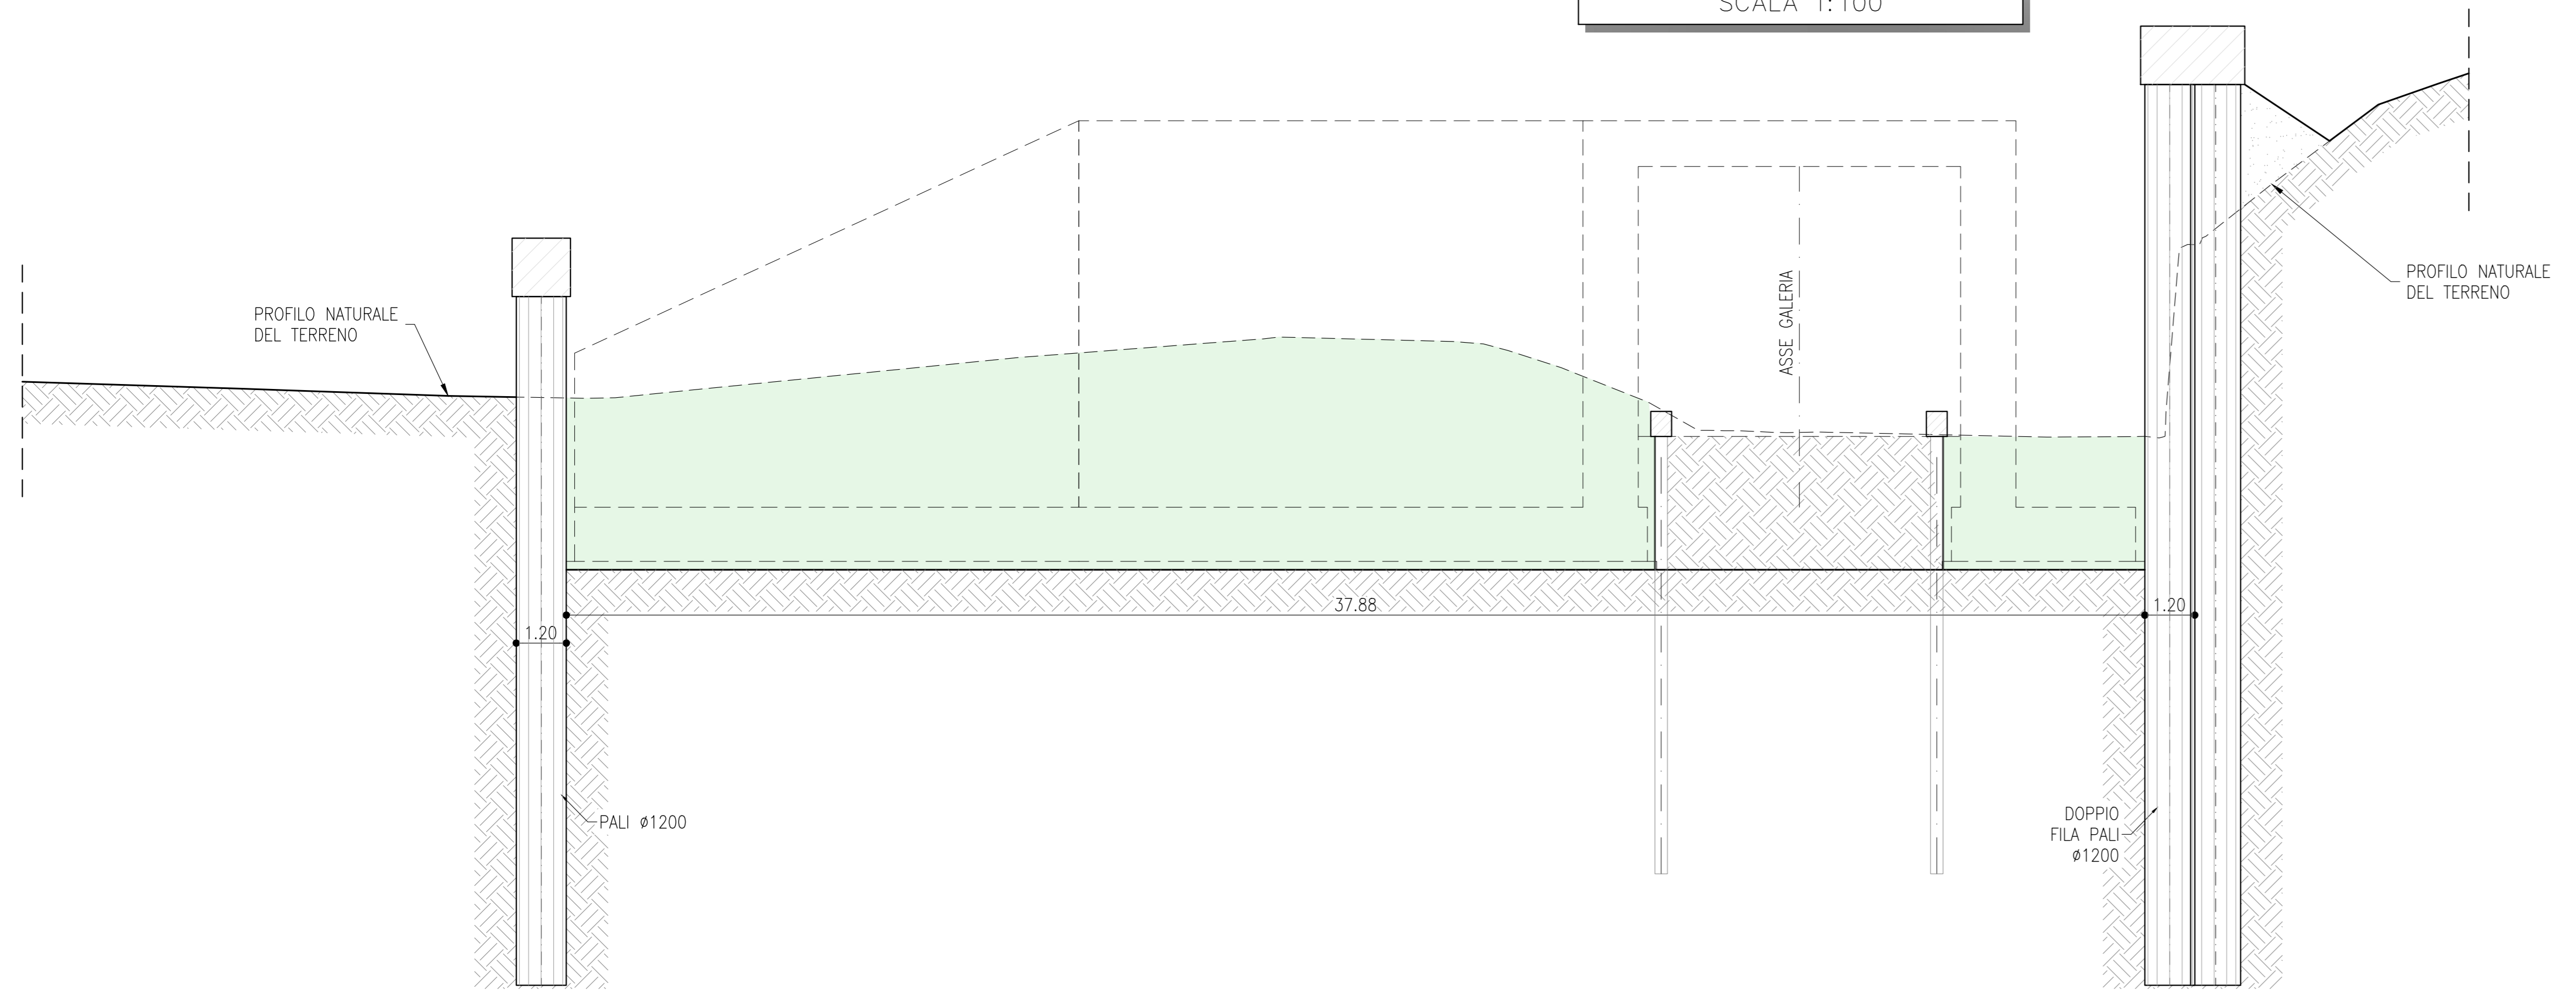 SCALA 1:100
PROFILO NATURALE
DEL TERRENO
ASSE GALERIA
PROFILO NATURALE
DEL TERRENO
37.88
1.20
1.20
PALI ø1200
DOPPIO
FILA PALI
ø1200